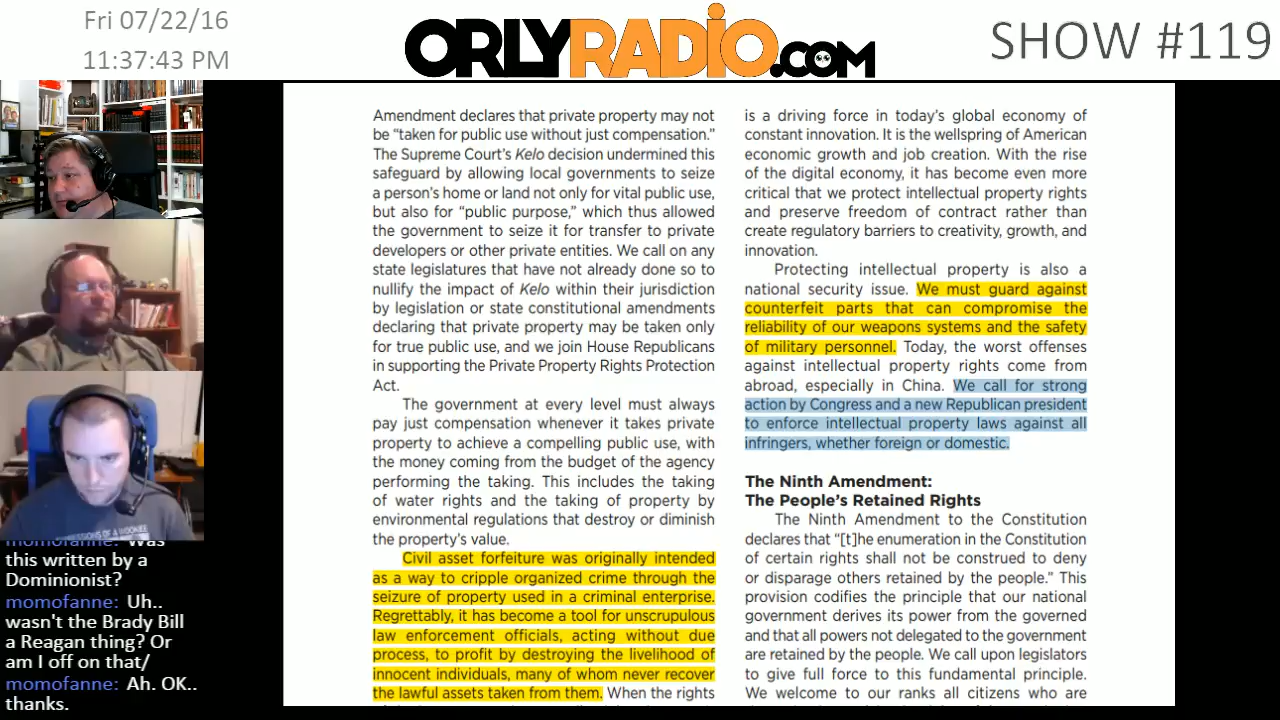 Fri 07/22/16
11:37:43 PM
ORLYRADIO.COM
SHOW #119
Amendment declares that private property may not
be “taken for public use without just compensation.”
The Supreme Court’s Kelo decision undermined this
safeguard by allowing local governments to seize
a person’s home or land not only for vital public use,
but also for “public purpose,” which thus allowed
the government to seize it for transfer to private
developers or other private entities. We call on any
state legislatures that have not already done so to
nullify the impact of Kelo within their jurisdiction
by legislation or state constitutional amendments
declaring that private property may be taken only
for true public use, and we join House Republicans
in supporting the Private Property Rights Protection
Act.
The government at every level must always
pay just compensation whenever it takes private
property to achieve a compelling public use, with
the money coming from the budget of the agency
performing the taking. This includes the taking
of water rights and the taking of property by
environmental regulations that destroy or diminish
the property’s value.
Civil asset forfeiture was originally intended
as a way to cripple organized crime through the
seizure of property used in a criminal enterprise.
Regrettably, it has become a tool for unscrupulous
law enforcement officials, acting without due
process, to profit by destroying the livelihood of
innocent individuals, many of whom never recover
the lawful assets taken from them. When the rights
is a driving force in today’s global economy of
constant innovation. It is the wellspring of American
economic growth and job creation. With the rise
of the digital economy, it has become even more
critical that we protect intellectual property rights
and preserve freedom of contract rather than
create regulatory barriers to creativity, growth, and
innovation.
Protecting intellectual property is also a
national security issue. We must guard against
counterfeit parts that can compromise the
reliability of our weapons systems and the safety
of military personnel. Today, the worst offenses
against intellectual property rights come from
abroad, especially in China. We call for strong
action by Congress and a new Republican president
to enforce intellectual property laws against all
infringers, whether foreign or domestic.
The Ninth Amendment:
The People’s Retained Rights
The Ninth Amendment to the Constitution
declares that “[t]he enumeration in the Constitution
of certain rights shall not be construed to deny
or disparage others retained by the people.” This
provision codifies the principle that our national
government derives its power from the governed
and that all powers not delegated to the government
are retained by the people. We call upon legislators
to give full force to this fundamental principle.
We welcome to our ranks all citizens who are
momofanne: Was
this written by a
Dominionist?
momofanne: Uh..
wasn't the Brady Bill
a Reagan thing? Or
am I off on that/
momofanne: Ah. OK..
thanks.